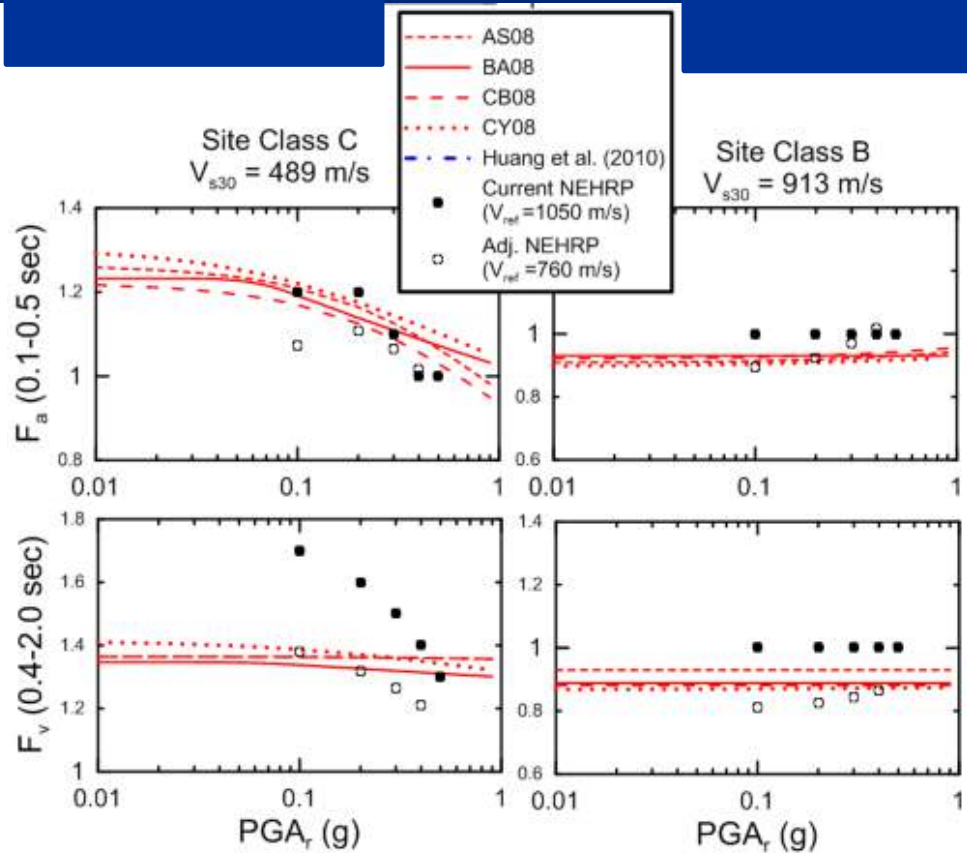 AS08
BA08
CB08
CY08
Huang et al. (2010)
Current NEHRP
(Vref =1050 m/s)
Adj. NEHRP
(Vref =760 m/s)
Site Class C
Vs30 = 489 m/s
Site Class B
Vs30 = 913 m/s
Fa (0.1-0.5 sec)
1.4
1.2
1
0.8
0.01
0.1
1
1.4
1.2
1
0.8
0.6
0.01
0.1
1
Fv (0.4-2.0 sec)
1.8
1.6
1.4
1.2
1
0.01
0.1
1
PGAr (g)
1.4
1.2
1
0.8
0.6
0.01
0.1
1
PGAr (g)